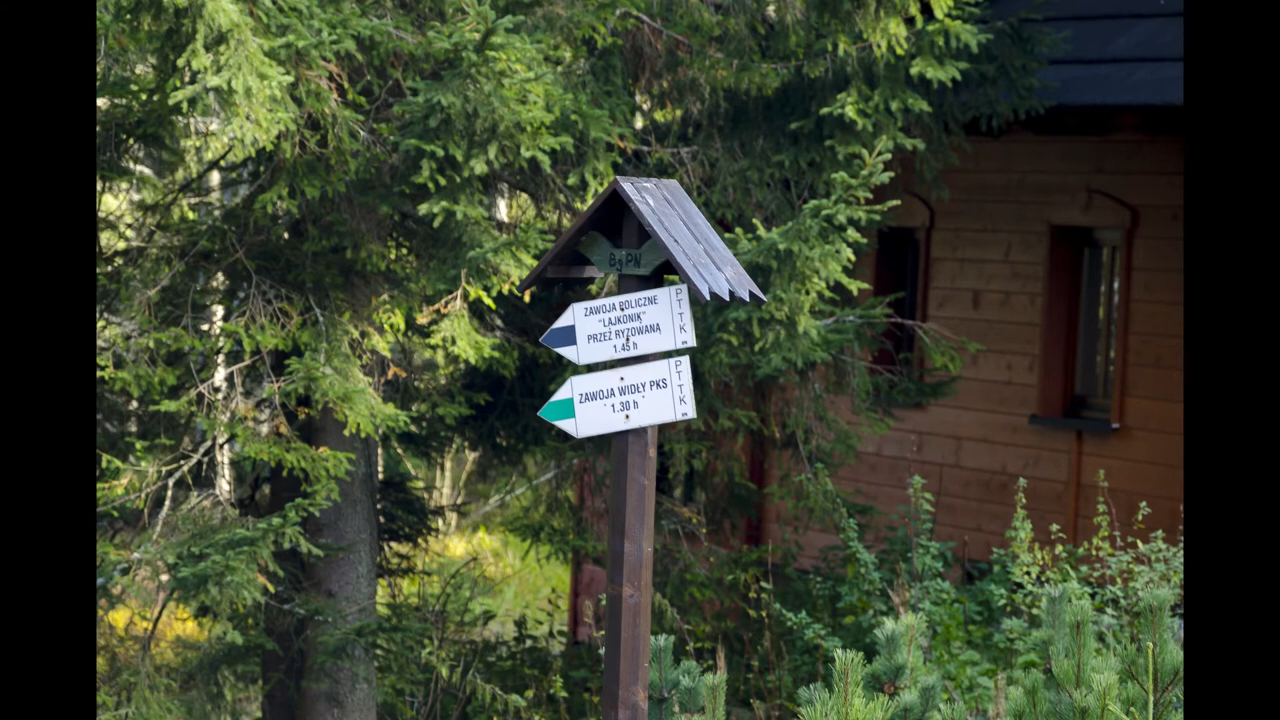 BgPN
ZAWOJA POLICZNE
"LAJKONIK"
PRZEZ RYZOWANĄ
1.45 h
PTTK
ZAWOJA WIDŁY PKS
1.30 h
PTTK